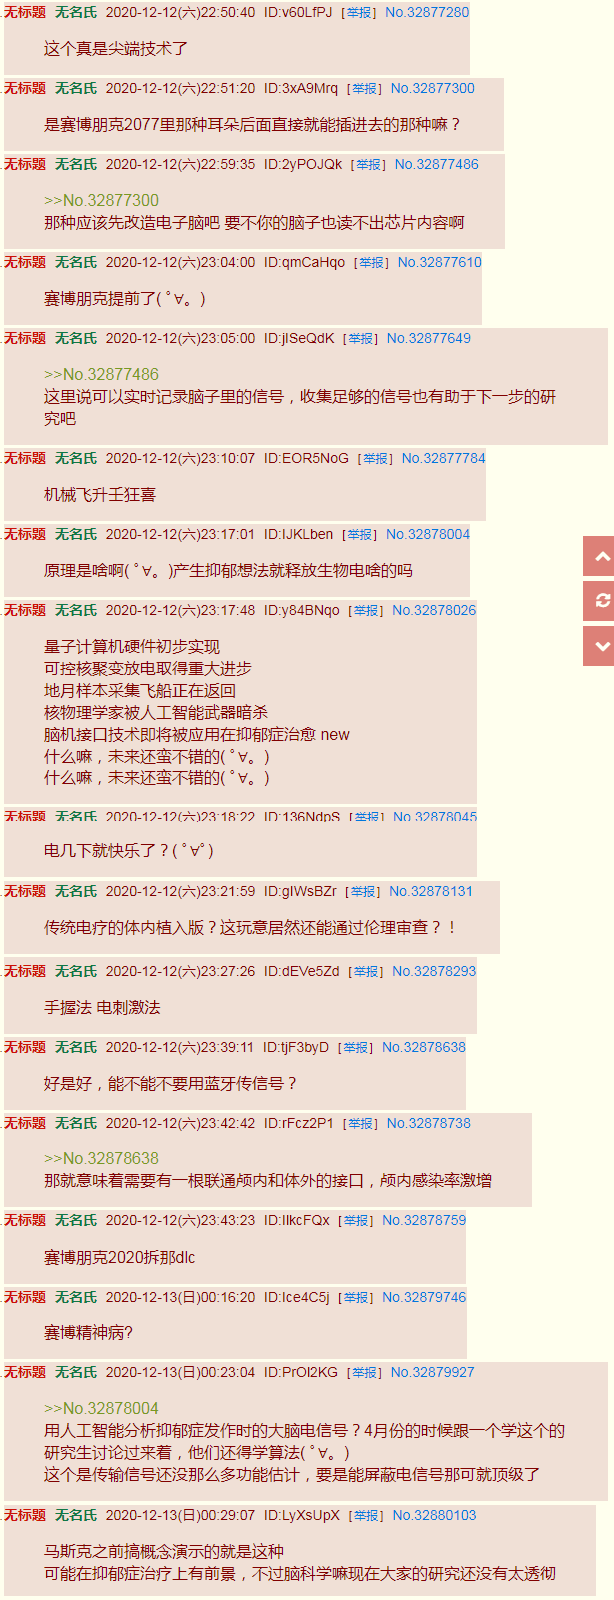 无标题 无名氏 2020-12-12(六)22:50:40 ID:v60LfPJ [举报] No.32877280
这个真是尖端技术了
无标题 无名氏 2020-12-12(六)22:51:20 ID:3xA9Mrq [举报] No.32877300
是赛博朋克2077里那种耳朵后面直接就能插进去的那种嘛？
无标题 无名氏 2020-12-12(六)22:59:35 ID:2yPOJQk [举报] No.32877486
>>No.32877300
那种应该先改造电子脑吧 要不你的脑子也读不出芯片内容啊
无标题 无名氏 2020-12-12(六)23:04:00 ID:qmCaHqo [举报] No.32877610
赛博朋克提前了( ﾟ∀。)
无标题 无名氏 2020-12-12(六)23:05:00 ID:jISeQdK [举报] No.32877649
>>No.32877486
这里说可以实时记录脑子里的信号，收集足够的信号也有助于下一步的研
究吧
无标题 无名氏 2020-12-12(六)23:10:07 ID:EOR5NoG [举报] No.32877784
机械飞升壬狂喜
无标题 无名氏 2020-12-12(六)23:17:01 ID:IJKLben [举报] No.32878004
原理是啥啊( ﾟ∀。)产生抑郁想法就释放生物电啥的吗
无标题 无名氏 2020-12-12(六)23:17:48 ID:y84BNqo [举报] No.32878026
量子计算机硬件初步实现
可控核聚变放电取得重大进步
地月样本采集飞船正在返回
核物理学家被人工智能武器暗杀
脑机接口技术即将被应用在抑郁症治愈 new
什么嘛，未来还蛮不错的( ﾟ∀。)
什么嘛，未来还蛮不错的( ﾟ∀。)
无标题 无名氏 2020-12-12(六)23:18:22 ID:136NdpS [举报] No.32878045
电几下就快乐了？( ﾟ∀ﾟ)
无标题 无名氏 2020-12-12(六)23:21:59 ID:gIWsBZr [举报] No.32878131
传统电疗的体内植入版？这玩意居然还能通过伦理审查？！
无标题 无名氏 2020-12-12(六)23:27:26 ID:dEVe5Zd [举报] No.32878293
手握法 电刺激法
无标题 无名氏 2020-12-12(六)23:39:11 ID:tjF3byD [举报] No.32878638
好是好，能不能不要用蓝牙传信号？
无标题 无名氏 2020-12-12(六)23:42:42 ID:rFcz2P1 [举报] No.32878738
>>No.32878638
那就意味着需要有一根联通颅内和体外的接口，颅内感染率激增
无标题 无名氏 2020-12-12(六)23:43:23 ID:IIkcFQx [举报] No.32878759
赛博朋克2020拆那dlc
无标题 无名氏 2020-12-13(日)00:16:20 ID:Ice4C5j [举报] No.32879746
赛博精神病?
无标题 无名氏 2020-12-13(日)00:23:04 ID:PrOI2KG [举报] No.32879927
>>No.32878004
用人工智能分析抑郁症发作时的大脑电信号？4月份的时候跟一个学这个的
研究生讨论过来着，他们还得学算法( ﾟ∀。)
这个是传输信号还没那么多功能估计，要是能屏蔽电信号那可就顶级了
无标题 无名氏 2020-12-13(日)00:29:07 ID:LyXsUpX [举报] No.32880103
马斯克之前搞概念演示的就是这种
可能在抑郁症治疗上有前景，不过脑科学嘛现在大家的研究还没有太透彻